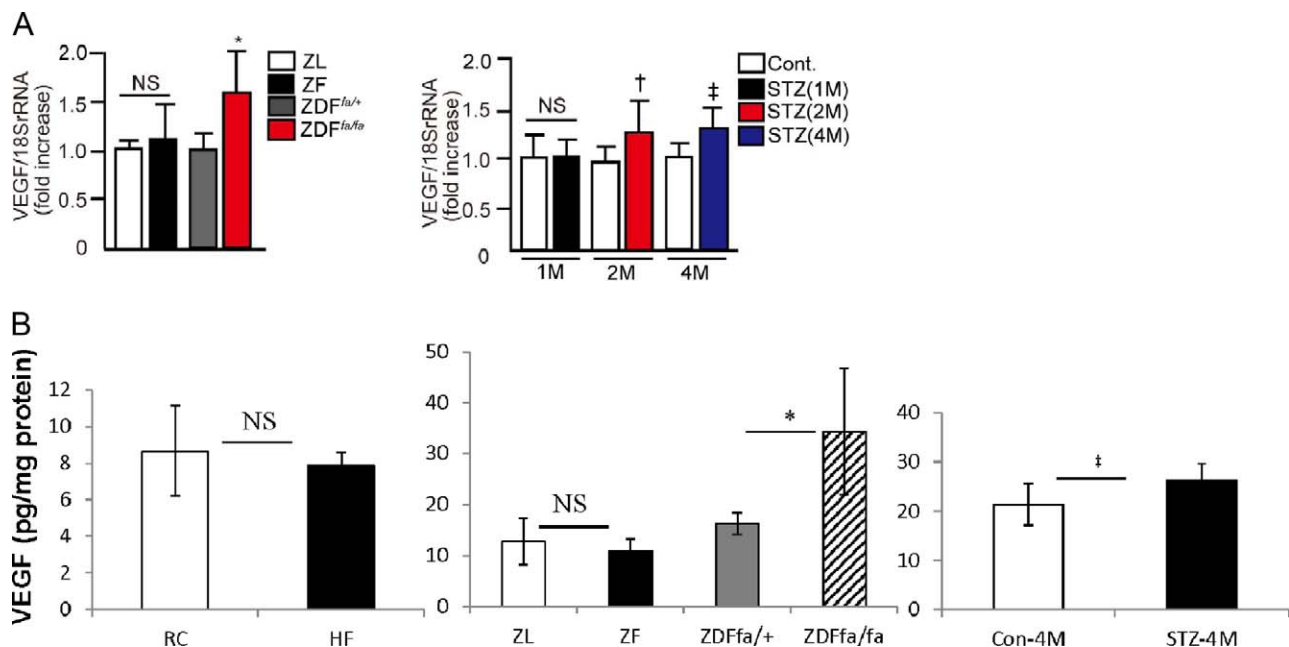 A
VEGF/18SrRNA
(fold increase)
2.0
1.5
1.0
0.5
0
NS
*
ZL
ZF
ZDFfa/+
ZDFfa/fa
VEGF/18SrRNA
(fold increase)
2.0
1.5
1.0
0.5
0
NS
†
‡
1M 2M 4M
Cont.
STZ(1M)
STZ(2M)
STZ(4M)
B
VEGF (pg/mg protein)
12
10
8
6
4
2
0
NS
RC HF
50
40
30
20
10
0
NS
*
ZL ZF ZDFfa/+ ZDFfa/fa
40
30
20
10
0
‡
Con-4M STZ-4M